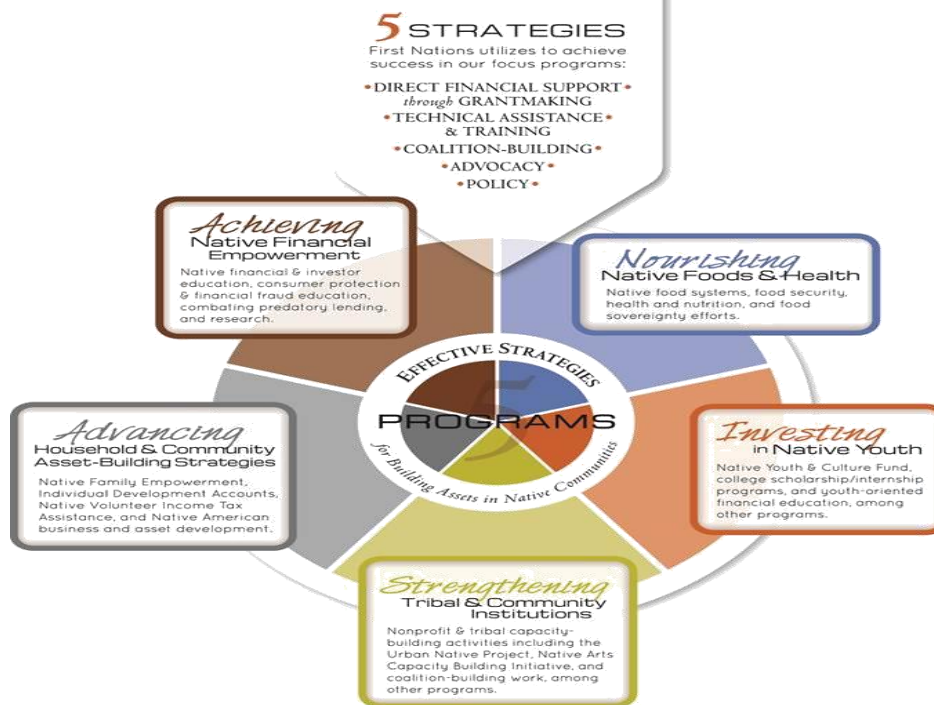 5 STRATEGIES
First Nations utilizes to achieve
success in our focus programs:
• DIRECT FINANCIAL SUPPORT •
through GRANTMAKING
• TECHNICAL ASSISTANCE •
& TRAINING
• COALITION-BUILDING •
• ADVOCACY •
• POLICY •
Achieving
Native Financial
Empowerment
Native financial & investor
education, consumer protection
& financial fraud education,
combating predatory lending,
and research.
Nourishing
Native Foods & Health
Native food systems, food security,
health and nutrition, and food
sovereignty efforts.
EFFECTIVE STRATEGIES
5
PROGRAMS
for Building Assets in Native Communities
Advancing
Household & Community
Asset-Building Strategies
Native Family Empowerment,
Individual Development Accounts,
Native Volunteer Income Tax
Assistance, and Native American
business and asset development.
Investing
in Native Youth
Native Youth & Culture Fund,
college scholarship/internship
programs, and youth-oriented
financial education, among
other programs.
Strengthening
Tribal & Community
Institutions
Nonprofit & tribal capacity-
building activities including the
Urban Native Project, Native Arts
Capacity Building Initiative, and
coalition-building work, among
other programs.